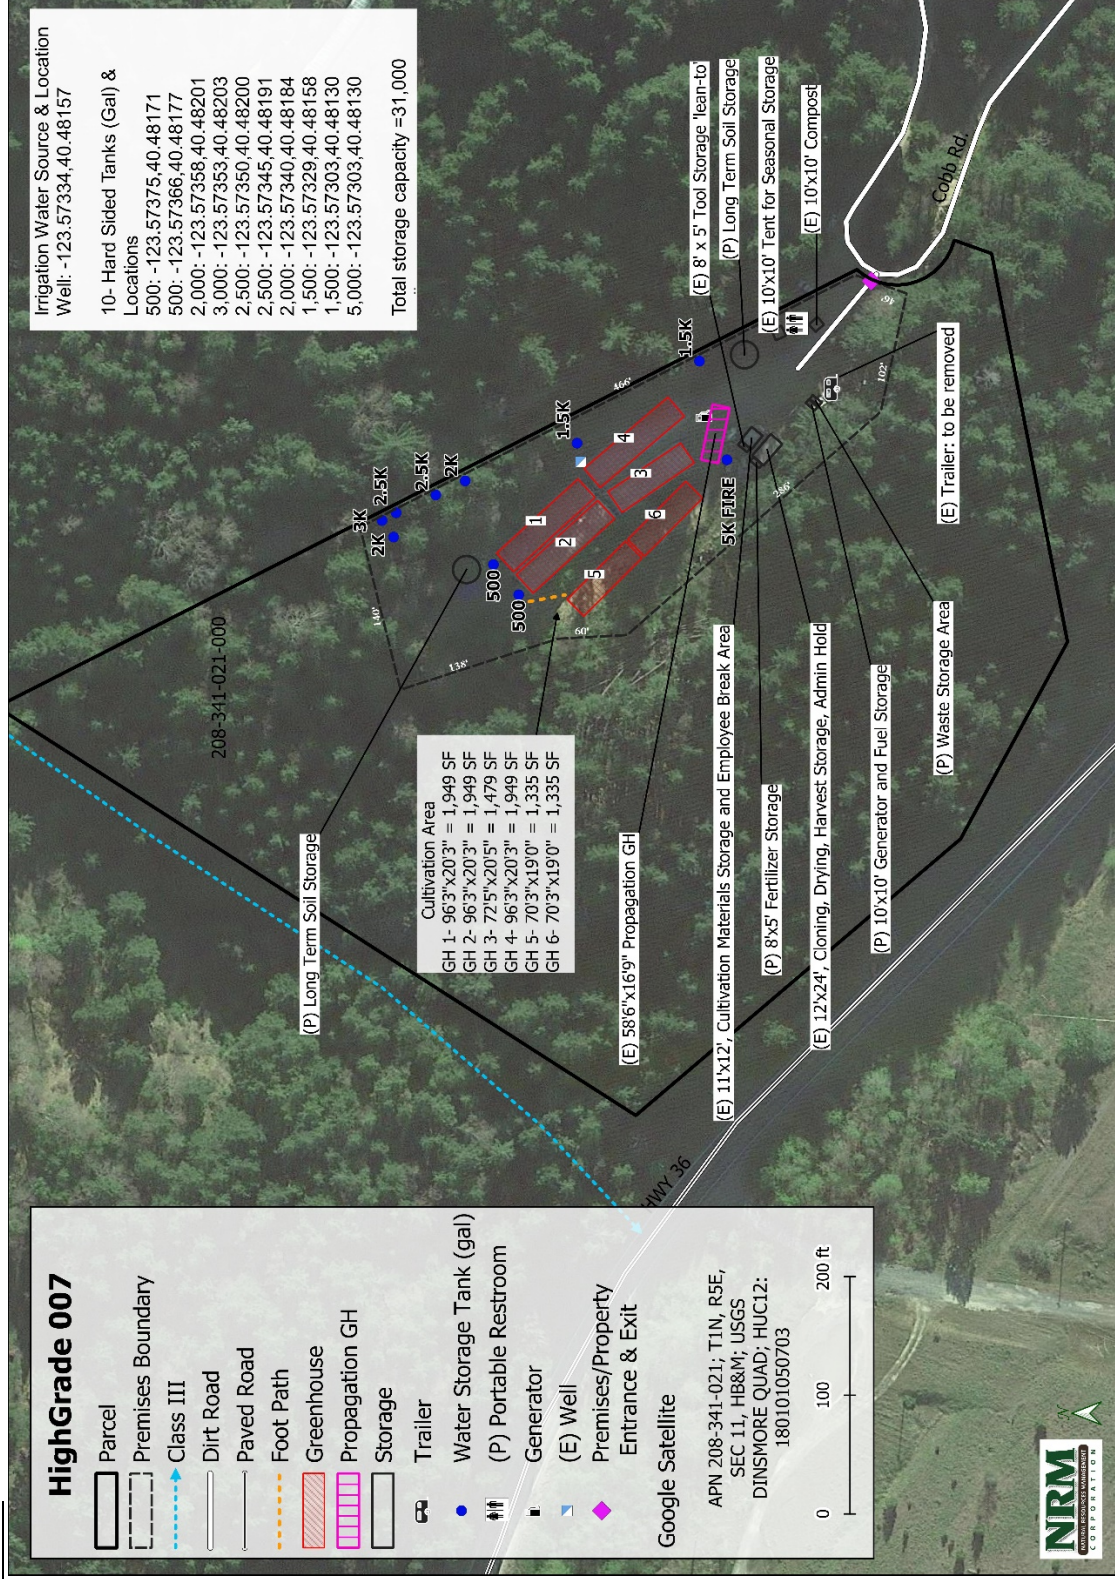 HighGrade 007
Parcel
Premises Boundary
Class III
Dirt Road
Paved Road
Foot Path
Greenhouse
Propagation GH
Storage
Trailer
Water Storage Tank (gal)
(P) Portable Restroom
Generator
(E) Well
Premises/Property
Entrance & Exit
Google Satellite
APN 208-341-021; T1N, R5E,
SEC 11, HB&M; USGS
DINSMORE QUAD; HUC12:
180101050703
0 100 200 ft
NRM
NATURAL RESOURCES MANAGEMENT
CORPORATION
Irrigation Water Source & Location
Well: -123.57334,40.48157
10- Hard Sided Tanks (Gal) &
Locations
500: -123.57375,40.48171
500: -123.57366,40.48177
2,000: -123.57358,40.48201
3,000: -123.57353,40.48203
2,500: -123.57350,40.48200
2,500: -123.57345,40.48191
2,000: -123.57340,40.48184
1,500: -123.57329,40.48158
1,500: -123.57303,40.48130
5,000: -123.57303,40.48130
Total storage capacity =31,000
208-341-021-000
(P) Long Term Soil Storage
Cultivation Area
GH 1- 96'3"x20'3" = 1,949 SF
GH 2- 96'3"x20'3" = 1,949 SF
GH 3- 72'5"x20'5" = 1,479 SF
GH 4- 96'3"x20'3" = 1,949 SF
GH 5- 70'3"x19'0" = 1,335 SF
GH 6- 70'3"x19'0" = 1,335 SF
(E) 58'6"x16'9" Propagation GH
(E) 11'x12', Cultivation Materials Storage and Employee Break Area
(P) 8'x5' Fertilizer Storage
(E) 12'x24', Cloning, Drying, Harvest Storage, Admin Hold
(P) 10'x10' Generator and Fuel Storage
(P) Waste Storage Area
(E) Trailer: to be removed
(E) 8' x 5' Tool Storage 'lean-to'
(P) Long Term Soil Storage
(E) 10'x10' Tent for Seasonal Storage
(E) 10'x10' Compost
Cobb Rd.
HWY 36
3K
2K
2.5K
2.5K
2K
500
500
1.5K
1.5K
5K FIRE
1
2
3
4
5
6
140'
138'
60'
286'
102'
46'
466'